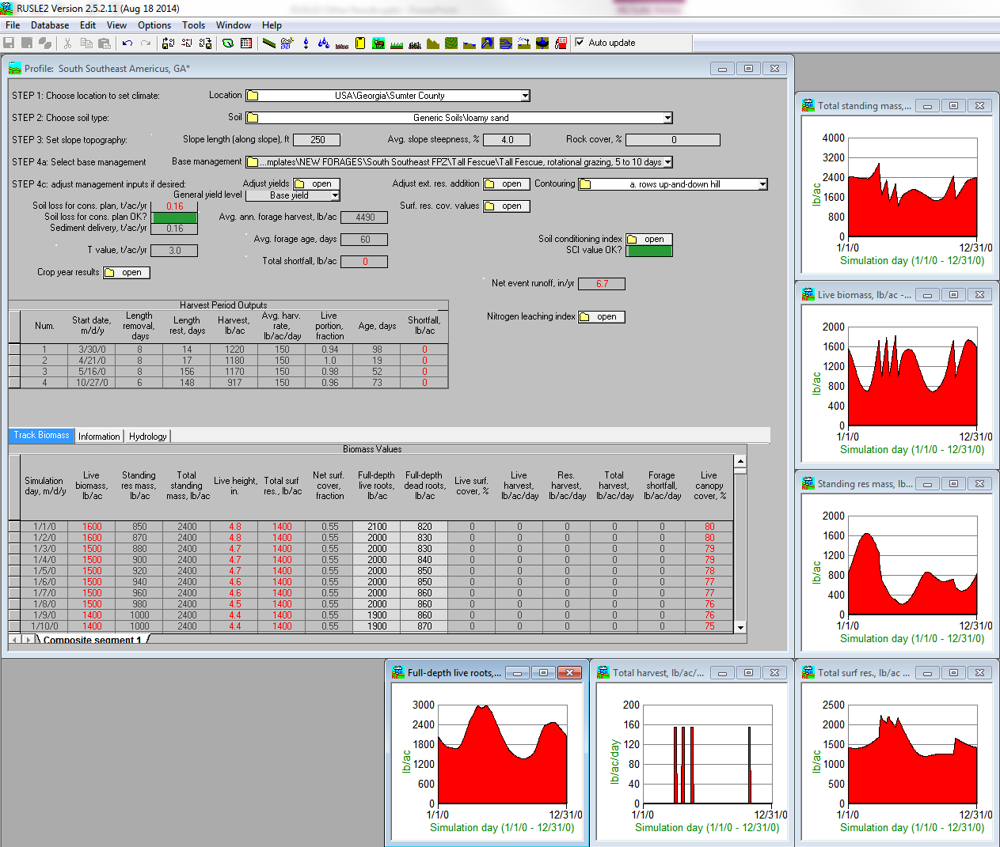 RUSLE2 Version 2.5.2.11 (Aug 18 2014)
File Database Edit View Options Tools Window Help
Auto update
Profile: South Southeast Americus, GA*
STEP 1: Choose location to set climate: Location USA\Georgia\Sumter County
STEP 2: Choose soil type: Soil Generic Soils\loamy sand
STEP 3: Set slope topography: Slope length (along slope), ft 250 Avg. slope steepness, % 4.0 Rock cover, % 0
STEP 4a: Select base management Base management ...mplates\NEW FORAGES\South Southeast FPZ\Tall Fescue\Tall Fescue, rotational grazing, 5 to 10 days
STEP 4c: adjust management inputs if desired: Adjust yields open Adjust ext. res. addition open Contouring a. rows up-and-down hill
General yield level Base yield
Soil loss for cons. plan, t/ac/yr 0.16 Surf. res. cov. values open
Soil loss for cons. plan OK? Avg. ann. forage harvest, lb/ac 4490
Sediment delivery, t/ac/yr 0.16
Avg. forage age, days 60 Soil conditioning index open
T value, t/ac/yr 3.0 SCI value OK?
Total shortfall, lb/ac 0
Crop year results open
Net event runoff, in/yr 6.7
Nitrogen leaching index open
Harvest Period Outputs
Num. Start date, m/d/y Length removal, days Length rest, days Harvest, lb/ac Avg. harv. rate, lb/ac/day Live portion, fraction Age, days Shortfall, lb/ac
1 3/30/0 8 14 1220 150 0.94 98 0
2 4/21/0 8 17 1180 150 1.0 19 0
3 5/16/0 8 156 1170 150 0.98 52 0
4 10/27/0 6 148 917 150 0.96 73 0
Track Biomass Information Hydrology
Biomass Values
Simulation day, m/d/y Live biomass, lb/ac Standing res mass, lb/ac Total standing mass, lb/ac Live height, in. Total surf res., lb/ac Net surf. cover, fraction Full-depth live roots, lb/ac Full-depth dead roots, lb/ac Live surf. cover, % Live harvest, lb/ac/day Res. harvest, lb/ac/day Total harvest, lb/ac/day Forage shortfall, lb/ac/day Live canopy cover, %
1/1/0 1600 850 2400 4.8 1400 0.55 2100 820 0 0 0 0 0 80
1/2/0 1600 870 2400 4.8 1400 0.55 2000 830 0 0 0 0 0 80
1/3/0 1500 880 2400 4.7 1400 0.55 2000 830 0 0 0 0 0 79
1/4/0 1500 900 2400 4.7 1400 0.55 2000 840 0 0 0 0 0 79
1/5/0 1500 920 2400 4.7 1400 0.55 2000 850 0 0 0 0 0 78
1/6/0 1500 940 2400 4.6 1400 0.55 2000 850 0 0 0 0 0 77
1/7/0 1500 960 2400 4.6 1400 0.55 2000 860 0 0 0 0 0 77
1/8/0 1500 980 2400 4.5 1400 0.55 2000 860 0 0 0 0 0 76
1/9/0 1400 1000 2400 4.4 1400 0.55 1900 860 0 0 0 0 0 76
1/10/0 1400 1000 2400 4.4 1400 0.55 1900 870 0 0 0 0 0 75
Composite segment 1
Total standing mass,...
4000
3200
2400
1600
800
0
lb/ac
1/1/0 12/31/0
Simulation day (1/1/0 - 12/31/0)
Live biomass, lb/ac -...
2000
1600
1200
800
400
0
lb/ac
1/1/0 12/31/0
Simulation day (1/1/0 - 12/31/0)
Standing res mass, lb...
2000
1600
1200
800
400
0
lb/ac
1/1/0 12/31/0
Simulation day (1/1/0 - 12/31/0)
Full-depth live roots,...
3000
2400
1800
1200
600
0
lb/ac
1/1/0 12/31/0
Simulation day (1/1/0 - 12/31/0)
Total harvest, lb/ac/...
200
160
120
80
40
0
lb/ac/day
1/1/0 12/31/0
Simulation day (1/1/0 - 12/31/0)
Total surf res., lb/ac ...
2500
2000
1500
1000
500
0
lb/ac
1/1/0 12/31/0
Simulation day (1/1/0 - 12/31/0)